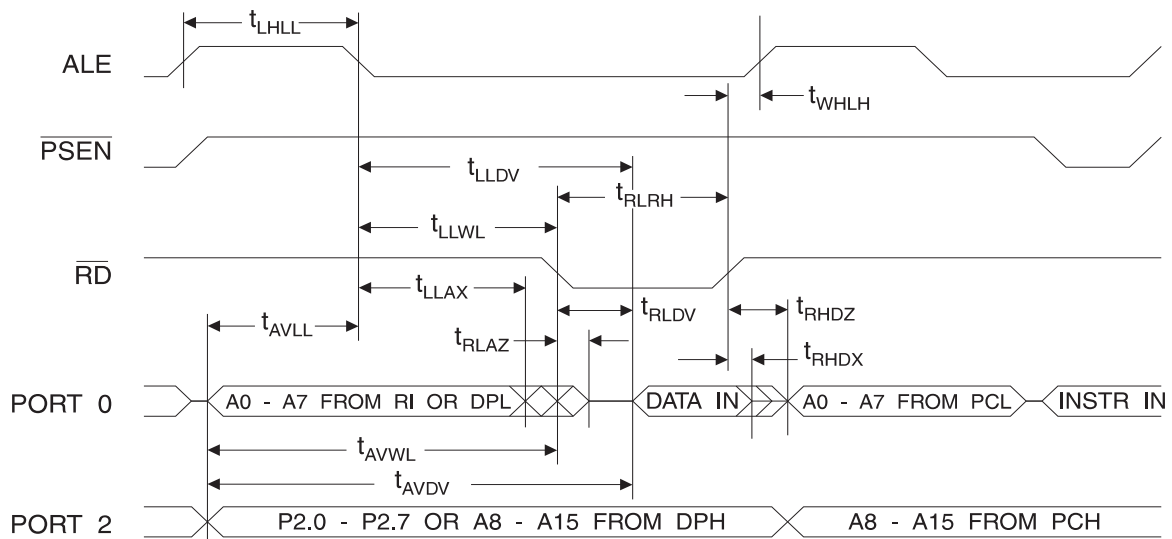 tLHLL
ALE
tWHLH
PSEN
tLLDV
tRLRH
tLLWL
RD
tLLAX
tRLDV
tRHDZ
tAVLL
tRLAZ
tRHDX
PORT 0 A0 - A7 FROM RI OR DPL DATA IN A0 - A7 FROM PCL INSTR IN
tAVWL
tAVDV
PORT 2 P2.0 - P2.7 OR A8 - A15 FROM DPH A8 - A15 FROM PCH